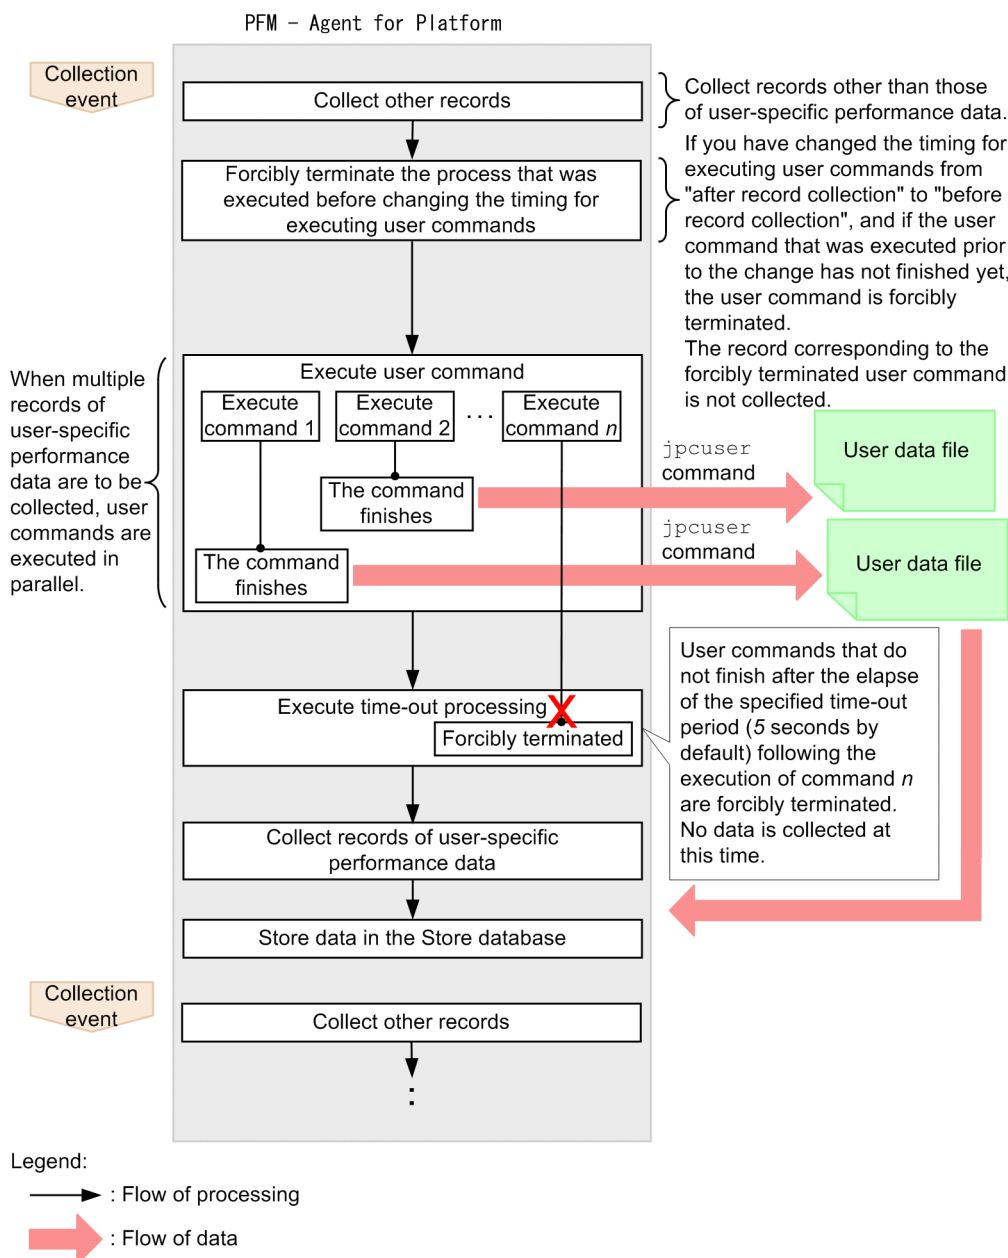 PFM - Agent for Platform
Collection
event
Collect other records
Collect records other than those
of user-specific performance data.
Forcibly terminate the process that was
executed before changing the timing for
executing user commands
If you have changed the timing for
executing user commands from
"after record collection" to "before
record collection", and if the user
command that was executed prior
to the change has not finished yet,
the user command is forcibly
terminated.
The record corresponding to the
forcibly terminated user command
is not collected.
When multiple
records of
user-specific
performance
data are to be
collected, user
commands are
executed in
parallel.
Execute user command
Execute
command 1
Execute
command 2
...
Execute
command n
The command
finishes
jpcuser
command
User data file
The command
finishes
jpcuser
command
User data file
Execute time-out processing
X
Forcibly terminated
User commands that do
not finish after the elapse
of the specified time-out
period (5 seconds by
default) following the
execution of command n
are forcibly terminated.
No data is collected at
this time.
Collect records of user-specific
performance data
Store data in the Store database
Collection
event
Collect other records
:
Legend:
: Flow of processing
: Flow of data